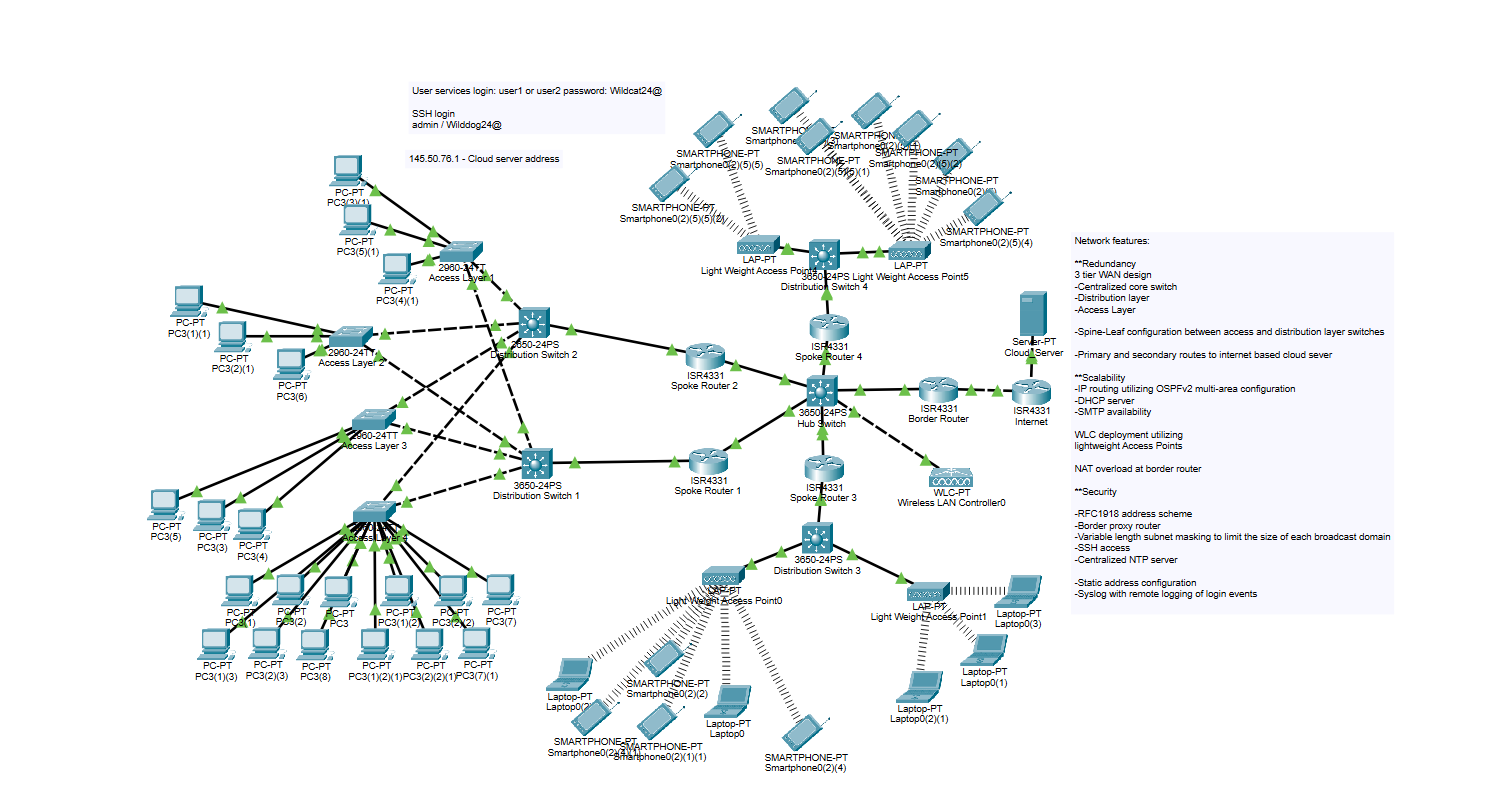 User services login: user1 or user2 password: Wildcat24@
SSH login
admin / Wilddog24@
145.50.76.1 - Cloud server address
PC-PT
PC3(3)(1)
PC-PT
PC3(5)(1)
PC-PT
PC3(4)(1)
2960-24TT
Access Layer 1
PC-PT
PC3(1)(1)
PC-PT
PC3(2)(1)
PC-PT
PC3(6)
2960-24TT
Access Layer 2
2960-24TT
Access Layer 3
PC-PT
PC3(5)
PC-PT
PC3(3)
PC-PT
PC3(4)
Access Layer 4
PC-PT
PC3(1)
PC-PT
PC3(2)
PC-PT
PC3
PC-PT
PC3(1)(2)
PC-PT
PC3(2)(2)
PC-PT
PC3(7)
PC-PT
PC3(1)(3)
PC-PT
PC3(2)(3)
PC-PT
PC3(8)
PC-PT
PC3(1)(2)(1)
PC-PT
PC3(2)(2)(1)
PC-PT
PC3(7)(1)
3650-24PS
Distribution Switch 2
3650-24PS
Distribution Switch 1
ISR4331
Spoke Router 2
ISR4331
Spoke Router 1
SMARTPHONE-PT
Smartphone0(2)(5)(5)
SMARTPHONE-PT
Smartphone0(2)(5)(5)(2)
SMARTPHONE-PT
Smartphone0(2)(5)(5)(1)
SMARTPHONE-PT
Smartphone0(2)(5)(2)
SMARTPHONE-PT
SMARTPHONE-PT
Smartphone0(2)(5)(4)
LAP-PT
Light Weight Access Point
LAP-PT
Light Weight Access Point5
3650-24PS
Distribution Switch 4
ISR4331
Spoke Router 4
3650-24PS
Hub Switch
ISR4331
Border Router
ISR4331
Internet
Server-PT
Cloud Server
WLC-PT
Wireless LAN Controller0
ISR4331
Spoke Router 3
3650-24PS
Distribution Switch 3
LAP-PT
Light Weight Access Point0
LAP-PT
Light Weight Access Point1
Laptop-PT
Laptop0(3)
Laptop-PT
Laptop0(1)
Laptop-PT
Laptop0(2)(1)
Laptop-PT
SMARTPHONE-PT
Smartphone0(2)(2)
SMARTPHONE-PT
SMARTPHONE-PT
Smartphone0(2)(1)(1)
Laptop-PT
Laptop0
SMARTPHONE-PT
Smartphone0(2)(4)
Network features:
**Redundancy
3 tier WAN design
-Centralized core switch
-Distribution layer
-Access Layer
-Spine-Leaf configuration between access and distribution layer switches
-Primary and secondary routes to internet based cloud sever
**Scalability
-IP routing utilizing OSPFv2 multi-area configuration
-DHCP server
-SMTP availability
WLC deployment utilizing
lightweight Access Points
NAT overload at border router
**Security
-RFC1918 address scheme
-Border proxy router
-Variable length subnet masking to limit the size of each broadcast domain
-SSH access
-Centralized NTP server
-Static address configuration
-Syslog with remote logging of login events